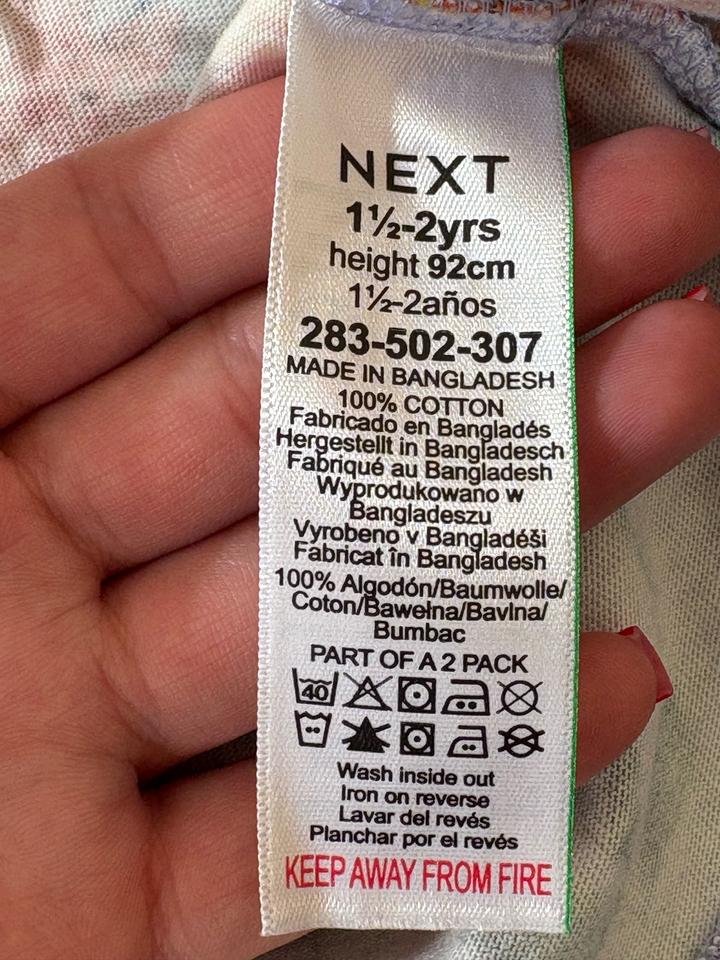 NEXT
1½-2yrs
height 92cm
1½-2años
283-502-307
MADE IN BANGLADESH
100% COTTON
Fabricado en Bangladés
Hergestellt in Bangladesch
Fabriqué au Bangladesh
Wyprodukowano w
Bangladeszu
Vyrobeno v Bangladéši
Fabricat în Bangladesh
100% Algodón/Baumwolle/
Coton/Bawełna/Bavlna/
Bumbac
PART OF A 2 PACK
40
Wash inside out
Iron on reverse
Lavar del revés
Planchar por el revés
KEEP AWAY FROM FIRE